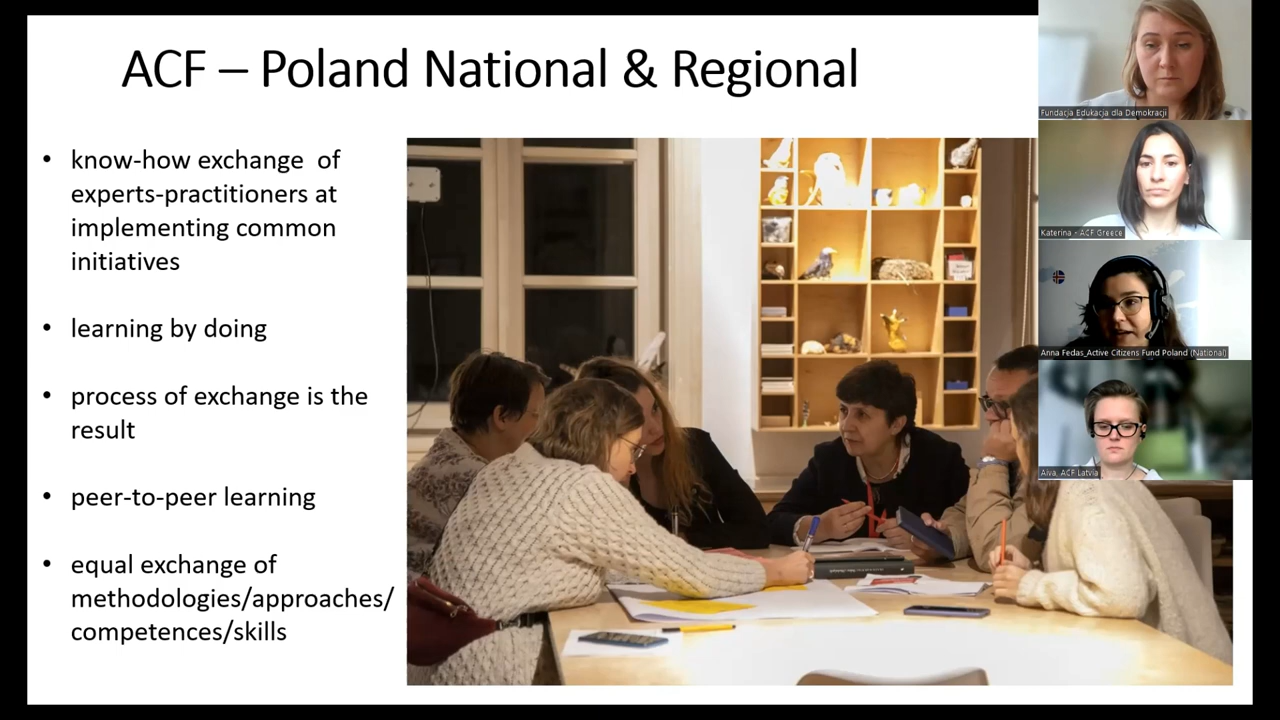 ACF – Poland National & Regional
• know-how exchange of
experts-practitioners at
implementing common
initiatives
• learning by doing
• process of exchange is the
result
• peer-to-peer learning
• equal exchange of
methodologies/approaches/
competences/skills
Fundacja Edukacja dla Demokracji
Katerina - ACF Greece
Anna Fedas_Active Citizens Fund Poland (National)
Aiva, ACF Latvia